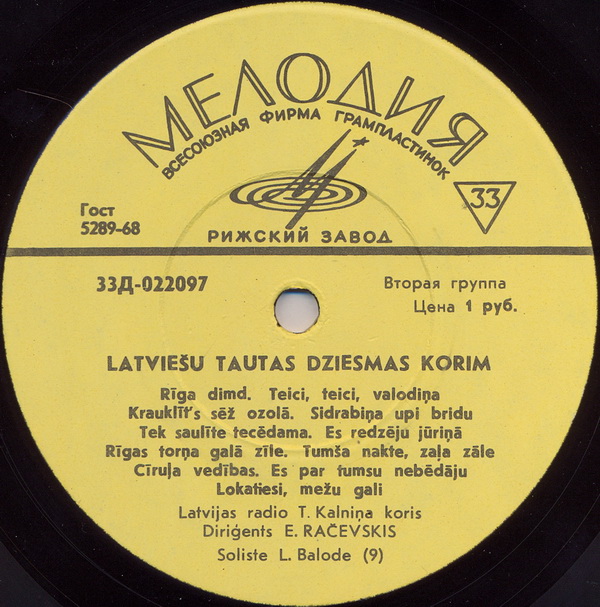 МЕЛОДИЯ
ВСЕСОЮЗНАЯ ФИРМА ГРАМПЛАСТИНОК
33
Гост
5289-68
РИЖСКИЙ ЗАВОД
33Д-022097
Вторая группа
Цена 1 руб.
LATVIEŠU TAUTAS DZIESMAS KORIM
Rīga dimd. Teici, teici, valodiņa
Krauklīt's sēž ozolā. Sidrabiņa upi bridu
Tek saulīte tecēdama. Es redzēju jūriņā
Rīgas torņa galā zīle. Tumša nakte, zaļa zāle
Cīruļa vedības. Es par tumsu nebēdāju
Lokatiesi, mežu gali
Latvijas radio T. Kalniņa koris
Diriģents E. RAČEVSKIS
Soliste L. Balode (9)